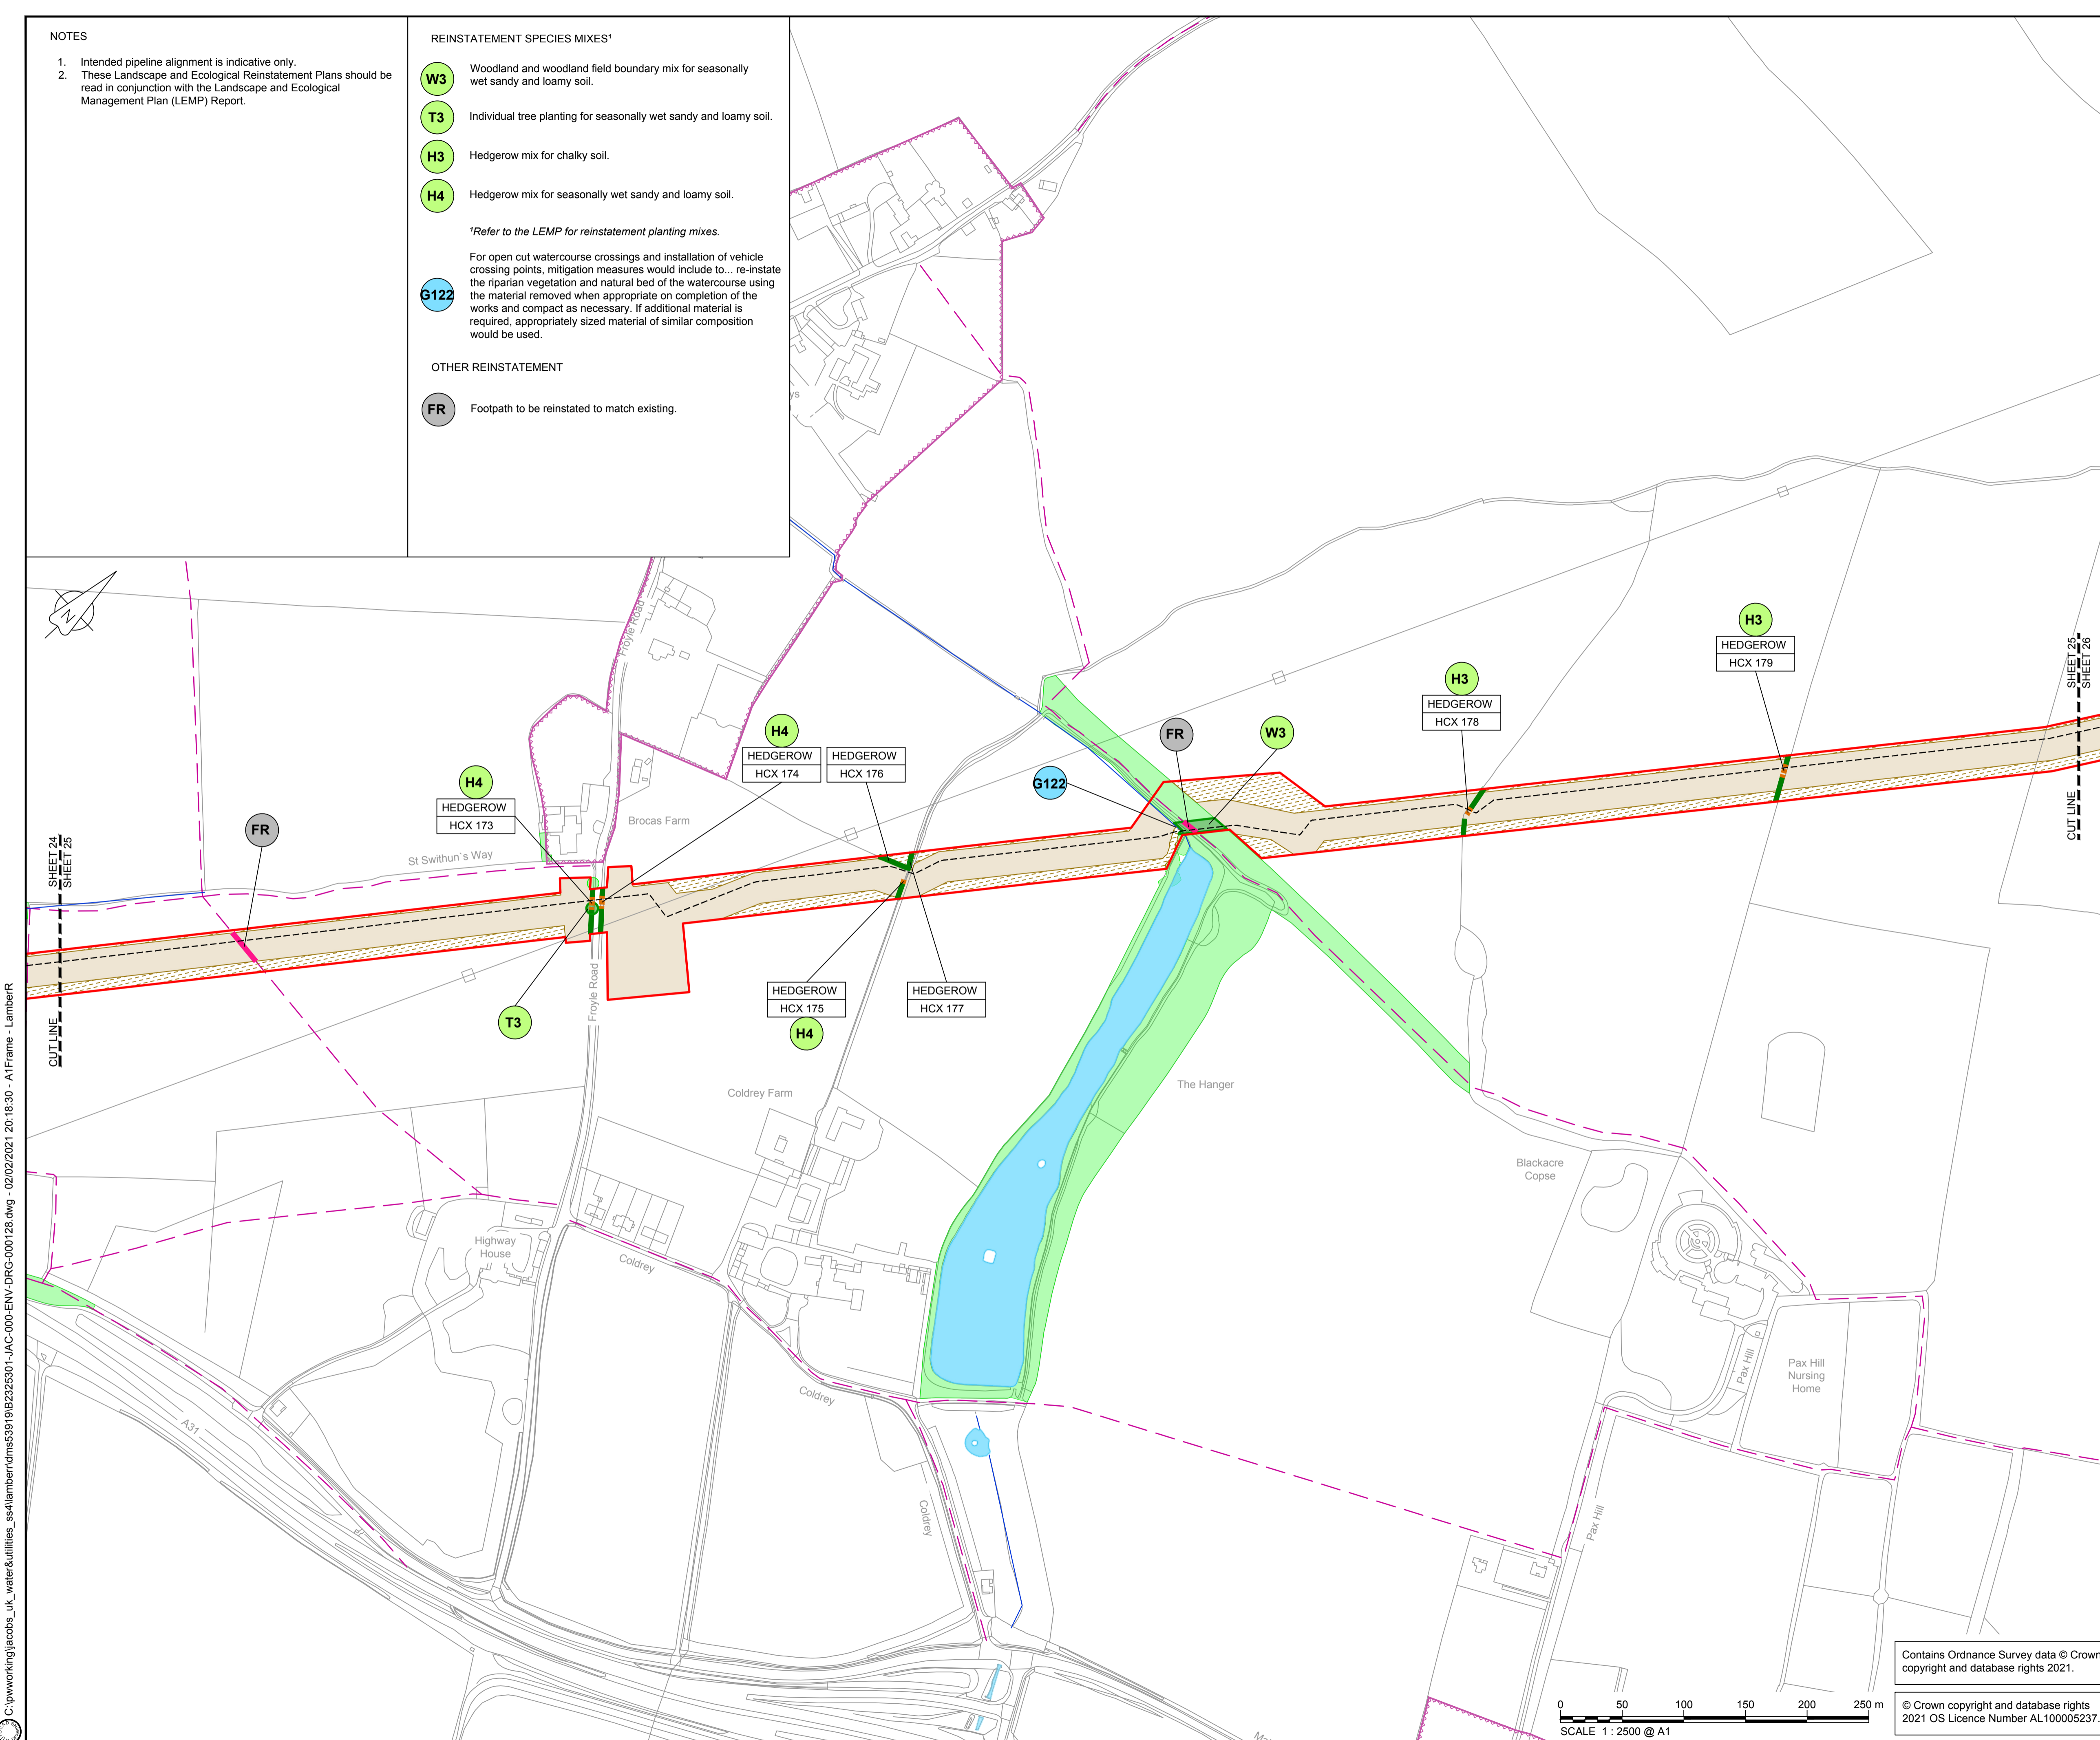 NOTES
1. Intended pipeline alignment is indicative only.
2. These Landscape and Ecological Reinstatement Plans should be
read in conjunction with the Landscape and Ecological
Management Plan (LEMP) Report.
REINSTATEMENT SPECIES MIXES¹
W3
Woodland and woodland field boundary mix for seasonally
wet sandy and loamy soil.
T3
Individual tree planting for seasonally wet sandy and loamy soil.
H3
Hedgerow mix for chalky soil.
H4
Hedgerow mix for seasonally wet sandy and loamy soil.
¹Refer to the LEMP for reinstatement planting mixes.
G122
For open cut watercourse crossings and installation of vehicle
crossing points, mitigation measures would include to... re-instate
the riparian vegetation and natural bed of the watercourse using
the material removed when appropriate on completion of the
works and compact as necessary. If additional material is
required, appropriately sized material of similar composition
would be used.
OTHER REINSTATEMENT
FR
Footpath to be reinstated to match existing.
ys
N
Froyle Road
H3
HEDGEROW
HCX 179
SHEET 25
SHEET 26
CUT LINE
H3
HEDGEROW
HCX 178
FR
W3
G122
H4
HEDGEROW
HCX 174
HEDGEROW
HCX 176
H4
HEDGEROW
HCX 173
Brocas Farm
FR
St Swithun`s Way
SHEET 24
SHEET 25
CUT LINE
T3
Froyle Road
HEDGEROW
HCX 175
H4
HEDGEROW
HCX 177
Coldrey Farm
The Hanger
Blackacre
Copse
Highway
House
Coldrey
Coldrey
Coldrey
A31
Pax Hill
Pax Hill
Nursing
Home
Pax Hill
0 50 100 150 200 250 m
SCALE 1 : 2500 @ A1
Contains Ordnance Survey data © Crown
copyright and database rights 2021.
© Crown copyright and database rights
2021 OS Licence Number AL100005237.
C:\pwworking\jacobs_uk_water&utilities_ss4\lamberr\dms53919\B2325301-JAC-000-ENV-DRG-000128.dwg - 02/02/2021 20:18:30 - A1Frame - LamberR